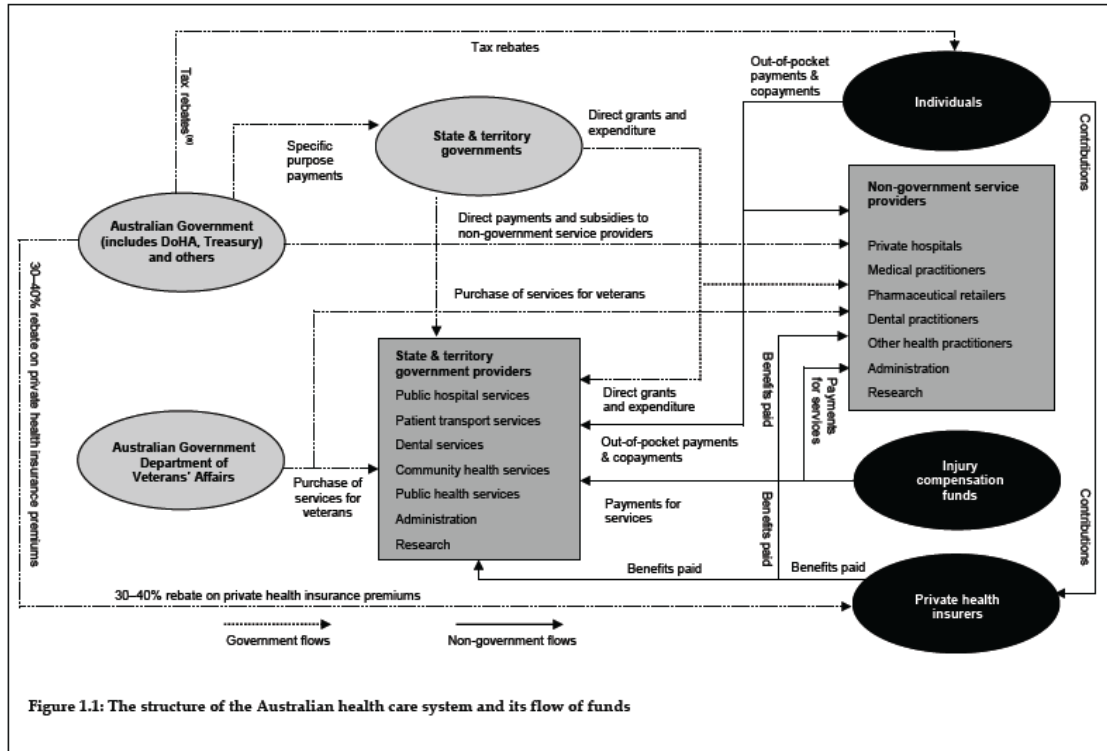 Tax rebates
Tax
rebates(a)
Out-of-pocket
payments &
copayments
Individuals
Contributions
Direct grants and
expenditure
State & territory
governments
Specific
purpose
payments
Non-government service
providers
Private hospitals
Medical practitioners
Pharmaceutical retailers
Dental practitioners
Other health practitioners
Administration
Research
Australian Government
(includes DoHA, Treasury)
and others
Direct payments and subsidies to
non-government service providers
30–40% rebate on private health insurance premiums
Purchase of services for veterans
State & territory
government providers
Public hospital services
Patient transport services
Dental services
Community health services
Public health services
Administration
Research
Direct grants
and expenditure
Benefits paid
Payments
for services
Australian Government
Department of
Veterans' Affairs
Purchase of
services for
veterans
Out-of-pocket payments
& copayments
Injury
compensation
funds
Payments for
services
Benefits paid
Contributions
Benefits paid
Benefits paid
Private health
insurers
30–40% rebate on private health insurance premiums
Government flows
Non-government flows
Figure 1.1: The structure of the Australian health care system and its flow of funds